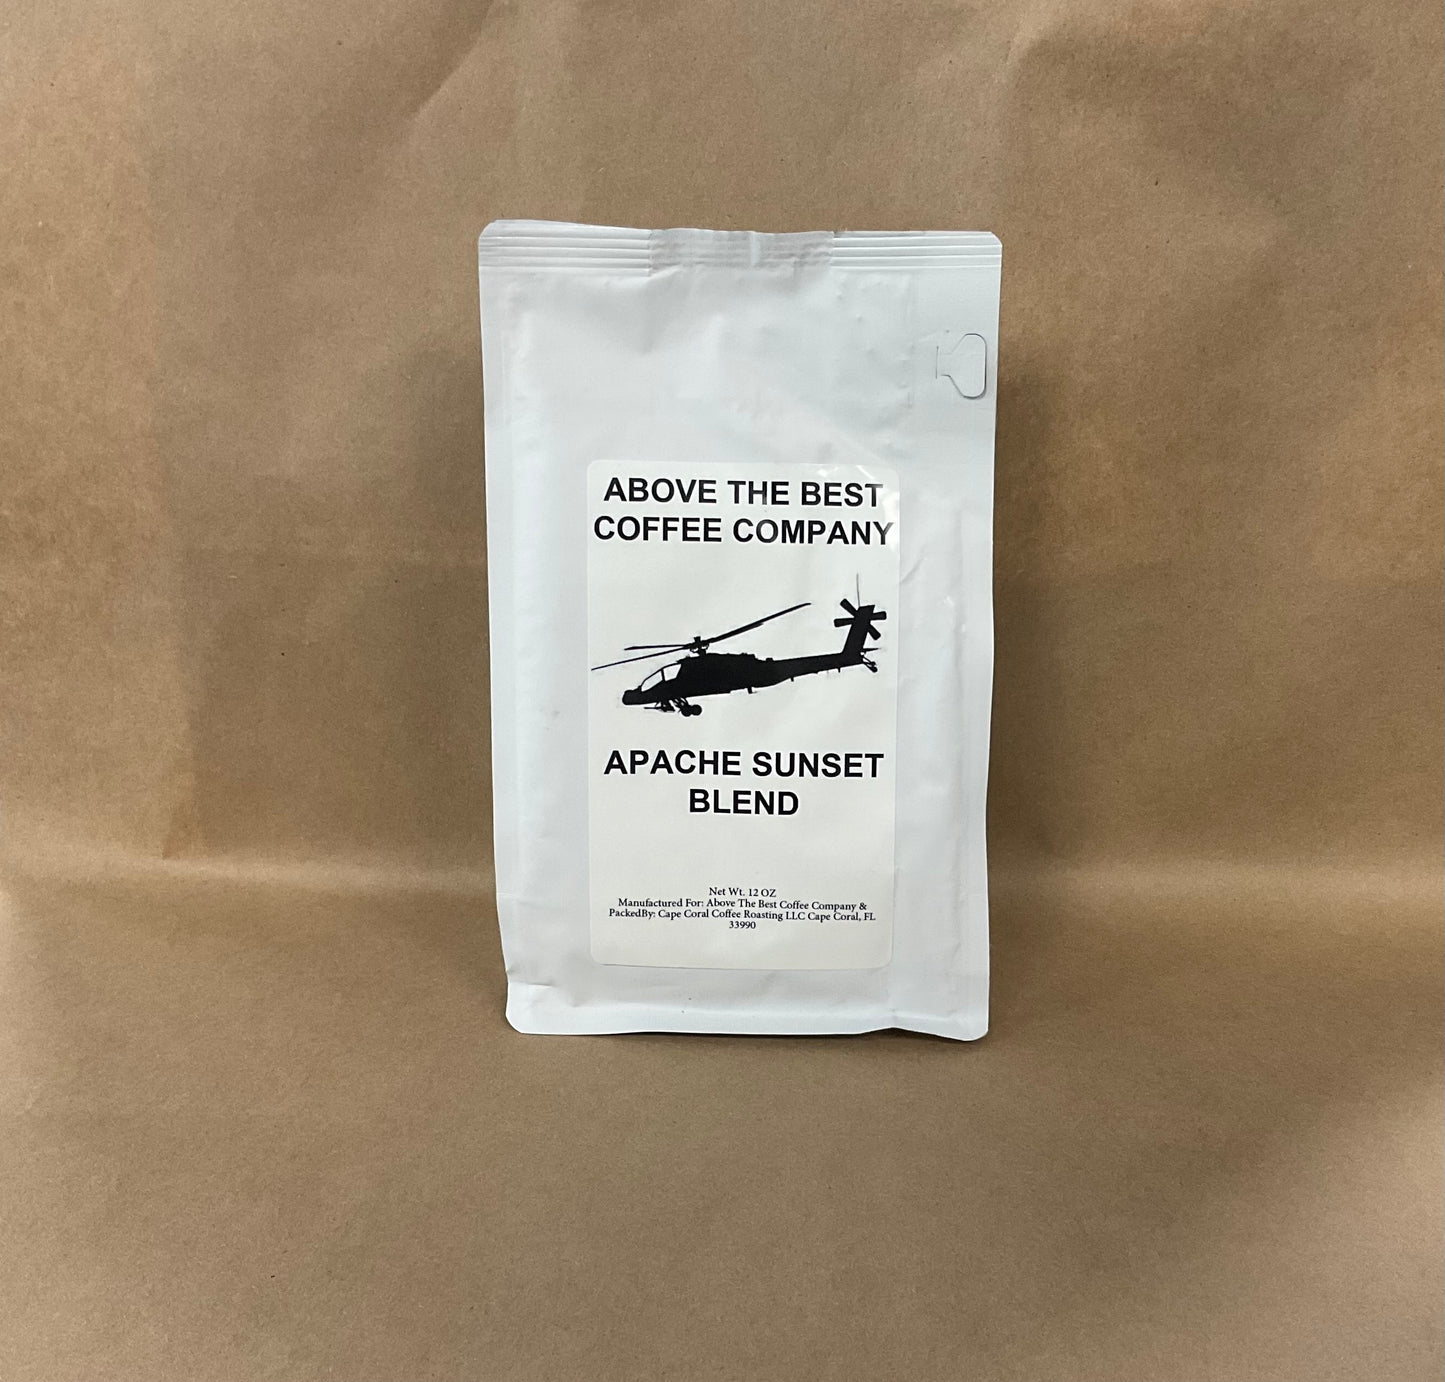 ABOVE THE BEST
COFFEE COMPANY
APACHE SUNSET
BLEND
Net Wt. 12 OZ
Manufactured For: Above The Best Coffee Company &
PackedBy: Cape Coral Coffee Roasting LLC Cape Coral, FL
33990